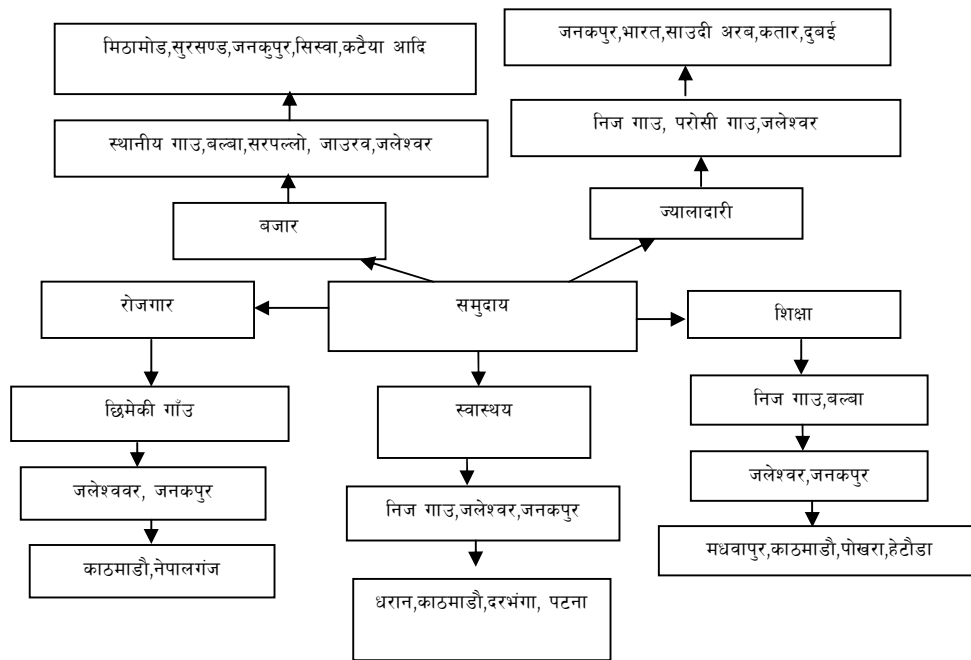 मिठामोड,सुरसण्ड,जनकुपुर,सिस्वा,कटैया आदि
जनकपुर,भारत,साउदी अरब,कतार,दुबई
स्थानीय गाउ,बल्बा,सरपल्लो, जाउरव,जलेश्वर
निज गाउ, परोसी गाउ,जलेश्वर
बजार
ज्यालादारी
रोजगार
समुदाय
शिक्षा
छिमेकी गाँउ
स्वास्थय
निज गाउ,बल्बा
जलेश्ववर, जनकपुर
निज गाउ,जलेश्वर,जनकपुर
जलेश्वर,जनकपुर
काठमाडौ,नेपालगंज
धरान,काठमाडौ,दरभंगा, पटना
मधवापुर,काठमाडौ,पोखरा,हेटौडा